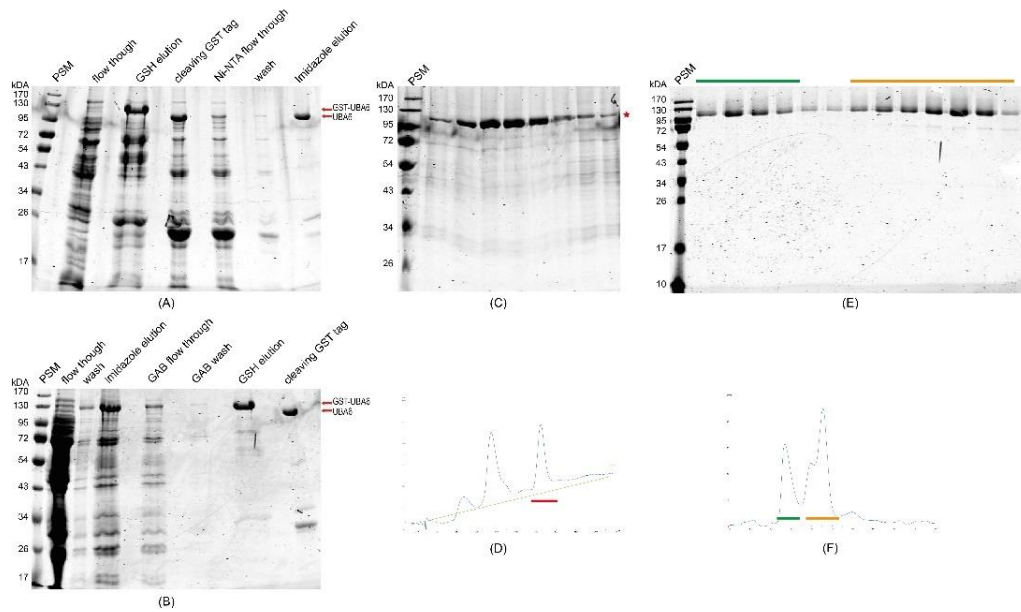 PSM
flow though
GSH elution
cleaving GST tag
Ni-NTA flow through
wash
Imidazole elution
kDa
170
130
95
72
54
43
34
26
17
GST-UBA6
UBA6
(A)
PSM
kDa
170
130
95
72
54
43
34
26
17
*
(C)
PSM
kDa
170
130
95
72
52
43
34
26
17
10
(E)
PSM
flow though
wash
imidazole elution
GAB flow through
GAB wash
GSH elution
cleaving GST tag
kDa
170
130
95
72
54
43
34
26
17
GST-UBA6
UBA6
(B)
(D)
(F)